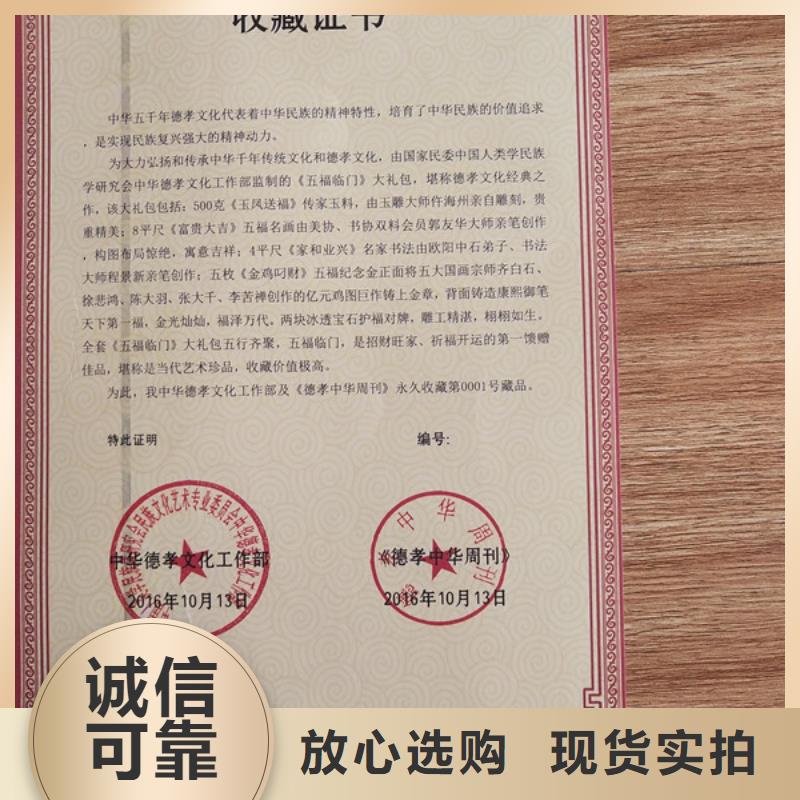 收藏证书
中华五千年德孝文化代表着中华民族的精神特性，培育了中华民族的价值追求
，是实现民族复兴强大的精神动力。
为大力弘扬和传承中华千年传统文化和德孝文化，由国家民委中国人类学民族
学研究会中华德孝文化工作部监制的《五福临门》大礼包，堪称德孝文化经典之
作，该大礼包包括：500克《玉凤送福》传家玉料，由玉雕大师仵海州亲自雕刻，贵
重精美；8平尺《富贵大吉》五福名画由美协、书协双料会员郭友华大师亲笔创作
，构图布局惊绝，寓意吉祥；4平尺《家和业兴》名家书法由欧阳中石弟子、书法
大师程景新亲笔创作；五枚《金鸡叼财》五福纪念金正面将五大国画宗师齐白石、
徐悲鸿、陈大羽、张大千、李苦禅创作的亿元鸡图巨作铸上金章，背面铸造康熙御笔
天下第一福，金光灿灿，福泽万代。两块冰透宝石护福对牌，雕工精湛，栩栩如生。
全套《五福临门》大礼包五行齐聚，五福临门，是招财旺家、祈福开运的第一馈赠
佳品，堪称是当代艺术珍品，收藏价值极高。
为此，我中华德孝文化工作部及《德孝中华周刊》永久收藏第0001号藏品。
特此证明 编号:
中华德孝文化工作部 《德孝中华周刊》
2016年10月13日 2016年10月13日
中华周刊
诚信
可靠
放心选购 现货实拍